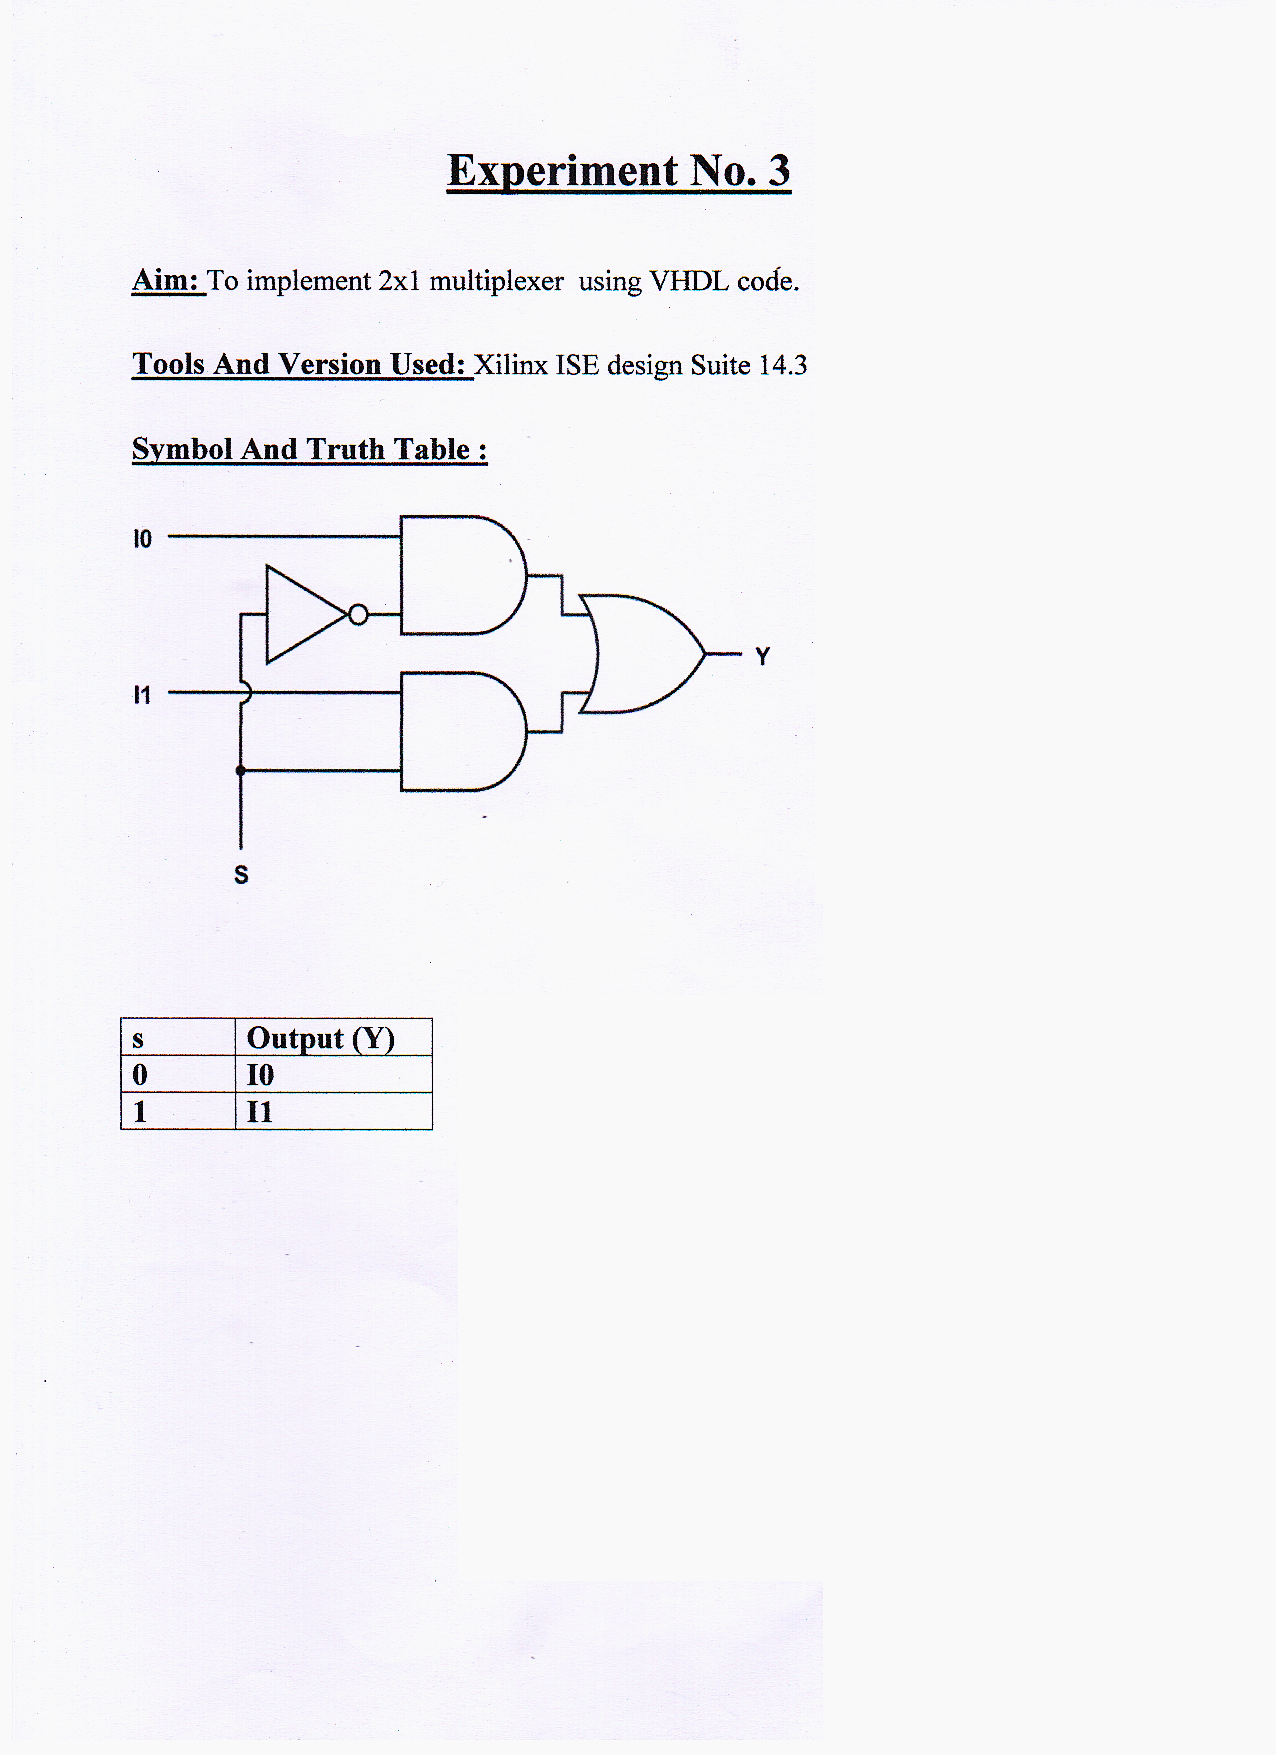 Experiment No. 3
Aim: To implement 2x1 multiplexer using VHDL code.
Tools And Version Used: Xilinx ISE design Suite 14.3
Symbol And Truth Table :
I0
I1
Y
S
s Output (Y)
0 I0
1 I1